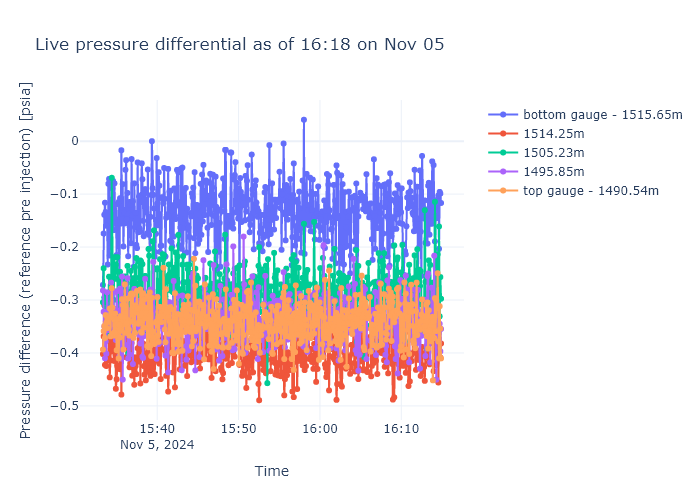 Live pressure differential as of 16:18 on Nov 05
Pressure difference (reference pre injection) [psia]
0
−0.1
−0.2
−0.3
−0.4
−0.5
15:40
Nov 5, 2024
15:50
16:00
16:10
Time
bottom gauge - 1515.65m
1514.25m
1505.23m
1495.85m
top gauge - 1490.54m